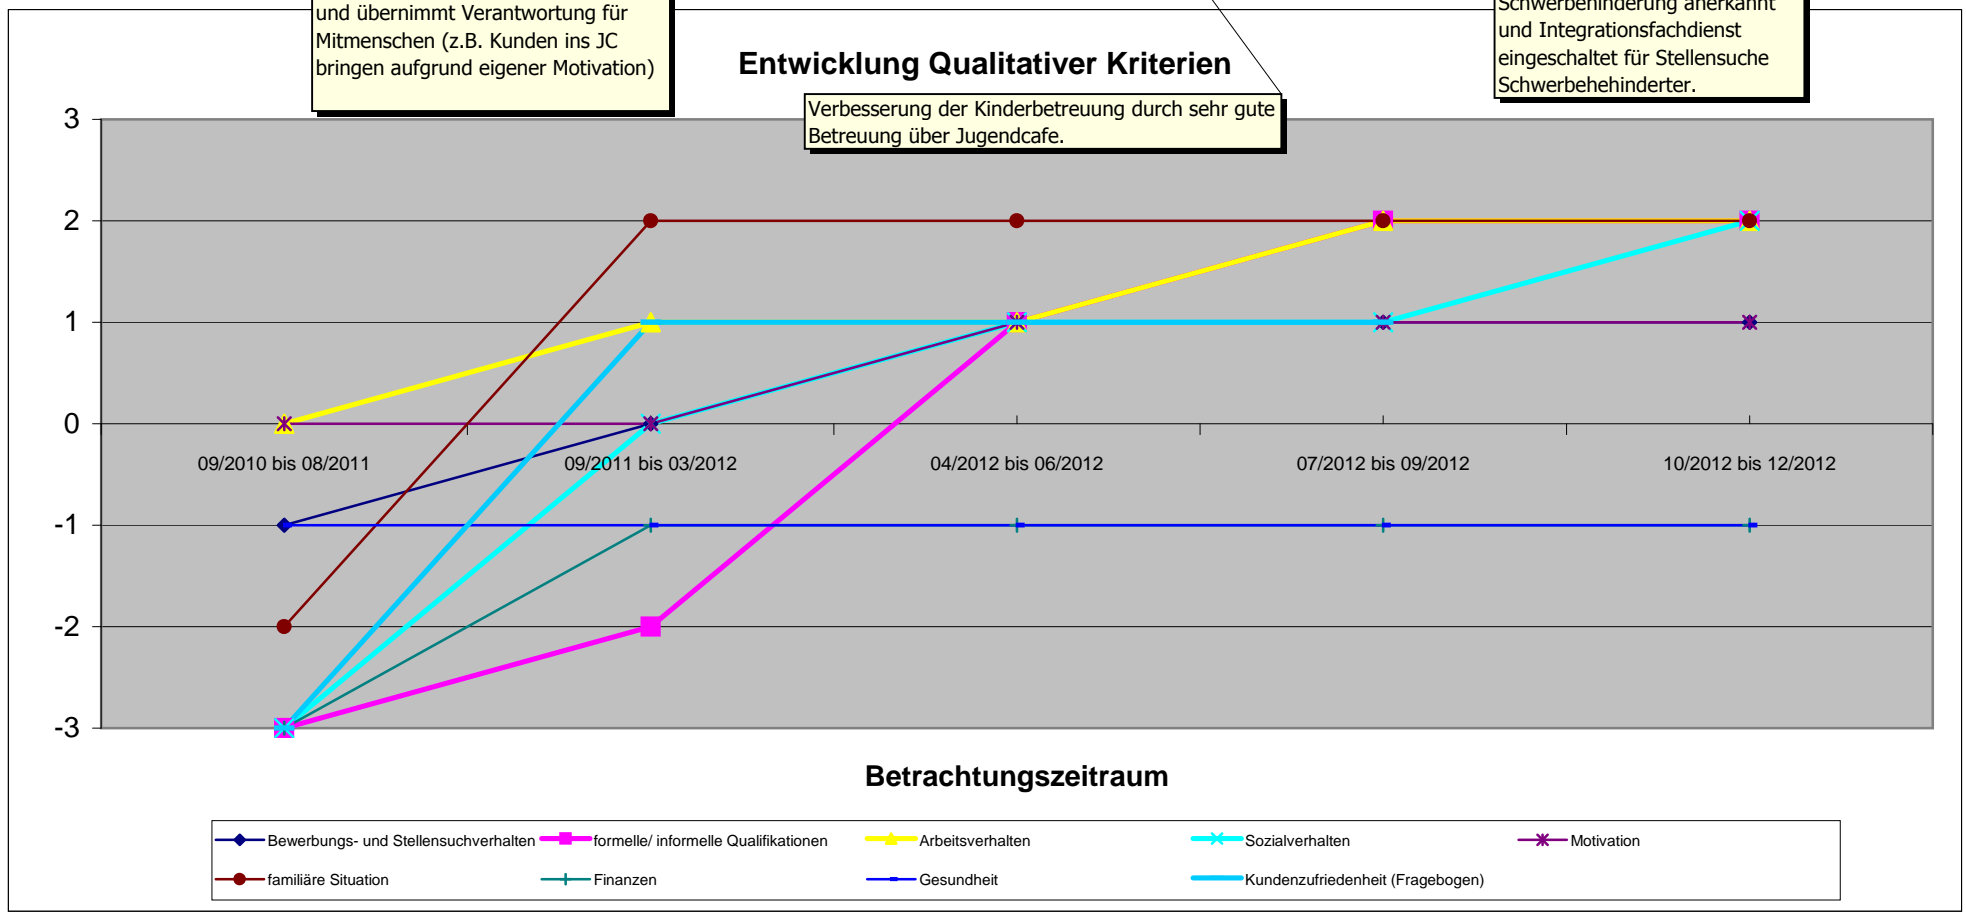 und übernimmt Verantwortung für
Mitmenschen (z.B. Kunden ins JC
bringen aufgrund eigener Motivation)
Schwerbehinderung anerkannt
und Integrationsfachdienst
eingeschaltet für Stellensuche
Schwerbehehinderter.
Entwicklung Qualitativer Kriterien
Verbesserung der Kinderbetreuung durch sehr gute
Betreuung über Jugendcafe.
3
2
1
0
-1
-2
-3
09/2010 bis 08/2011
09/2011 bis 03/2012
04/2012 bis 06/2012
07/2012 bis 09/2012
10/2012 bis 12/2012
Betrachtungszeitraum
Bewerbungs- und Stellensuchverhalten
formelle/ informelle Qualifikationen
Arbeitsverhalten
Sozialverhalten
Motivation
familiäre Situation
Finanzen
Gesundheit
Kundenzufriedenheit (Fragebogen)